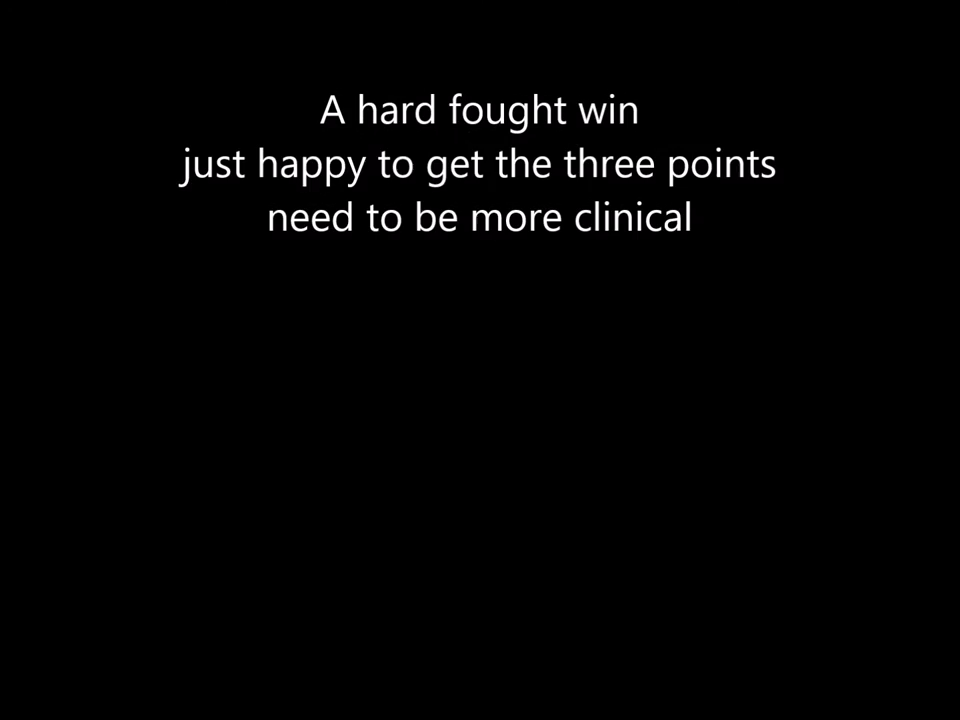 A hard fought win
just happy to get the three points
need to be more clinical